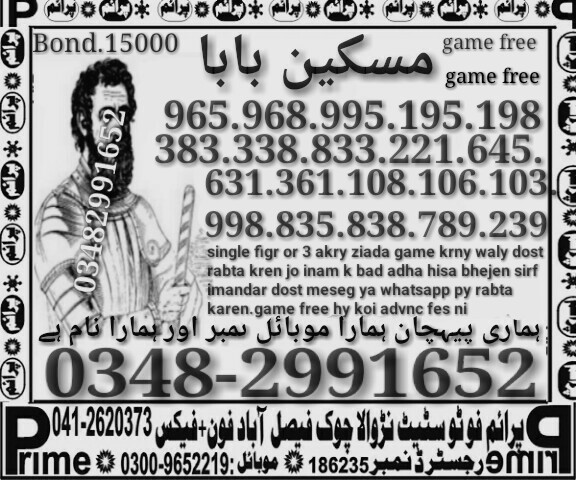 Bond.15000
مسکین بابا
game free
game free
965.968.995.195.198
383.338.833.221.645.
631.361.108.106.103.
998.835.838.789.239
03482991652
single figr or 3 akry ziada game krny waly dost
rabta kren jo inam k bad adha hisa bhejen sirf
imandar dost meseg ya whatsapp py rabta
karen.game free hy koi advnc fes ni
ہماری پیہچان ہمارا موبائل نمبر اور ہمارا نام ہے
0348-2991652
پرائم فوٹو سٹیٹ نڑوالا چوک فیصل آباد فون+فیکس 041-2620373
Prime موبائل: 0300-9652219 رجسٹرڈ نمبر 186235 Prime